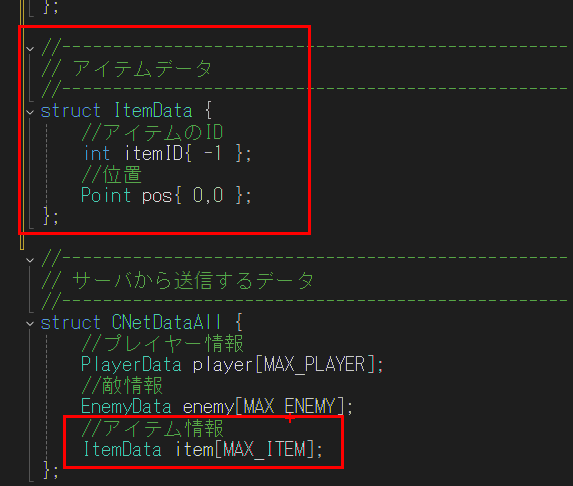 };
//-------------------------------------------------
// アイテムデータ
//-------------------------------------------------
struct ItemData {
//アイテムのID
int itemID{ -1 };
//位置
Point pos{ 0,0 };
};
//-------------------------------------------------
// サーバから送信するデータ
//-------------------------------------------------
struct CNetDataAll {
//プレイヤー情報
PlayerData player[MAX_PLAYER];
//敵情報
EnemyData enemy[MAX_ENEMY];
//アイテム情報
ItemData item[MAX_ITEM];
};